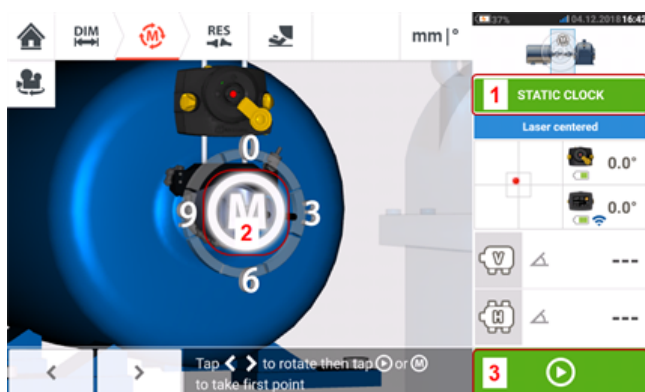 DIM
M
RES
mm|°
37%
04.12.2018 16:42
1 STATIC CLOCK
Laser centered
0.0°
0.0°
0
9
M
3
2
6
V
---
H
---
Tap < > to rotate then tap or M
to take first point
3